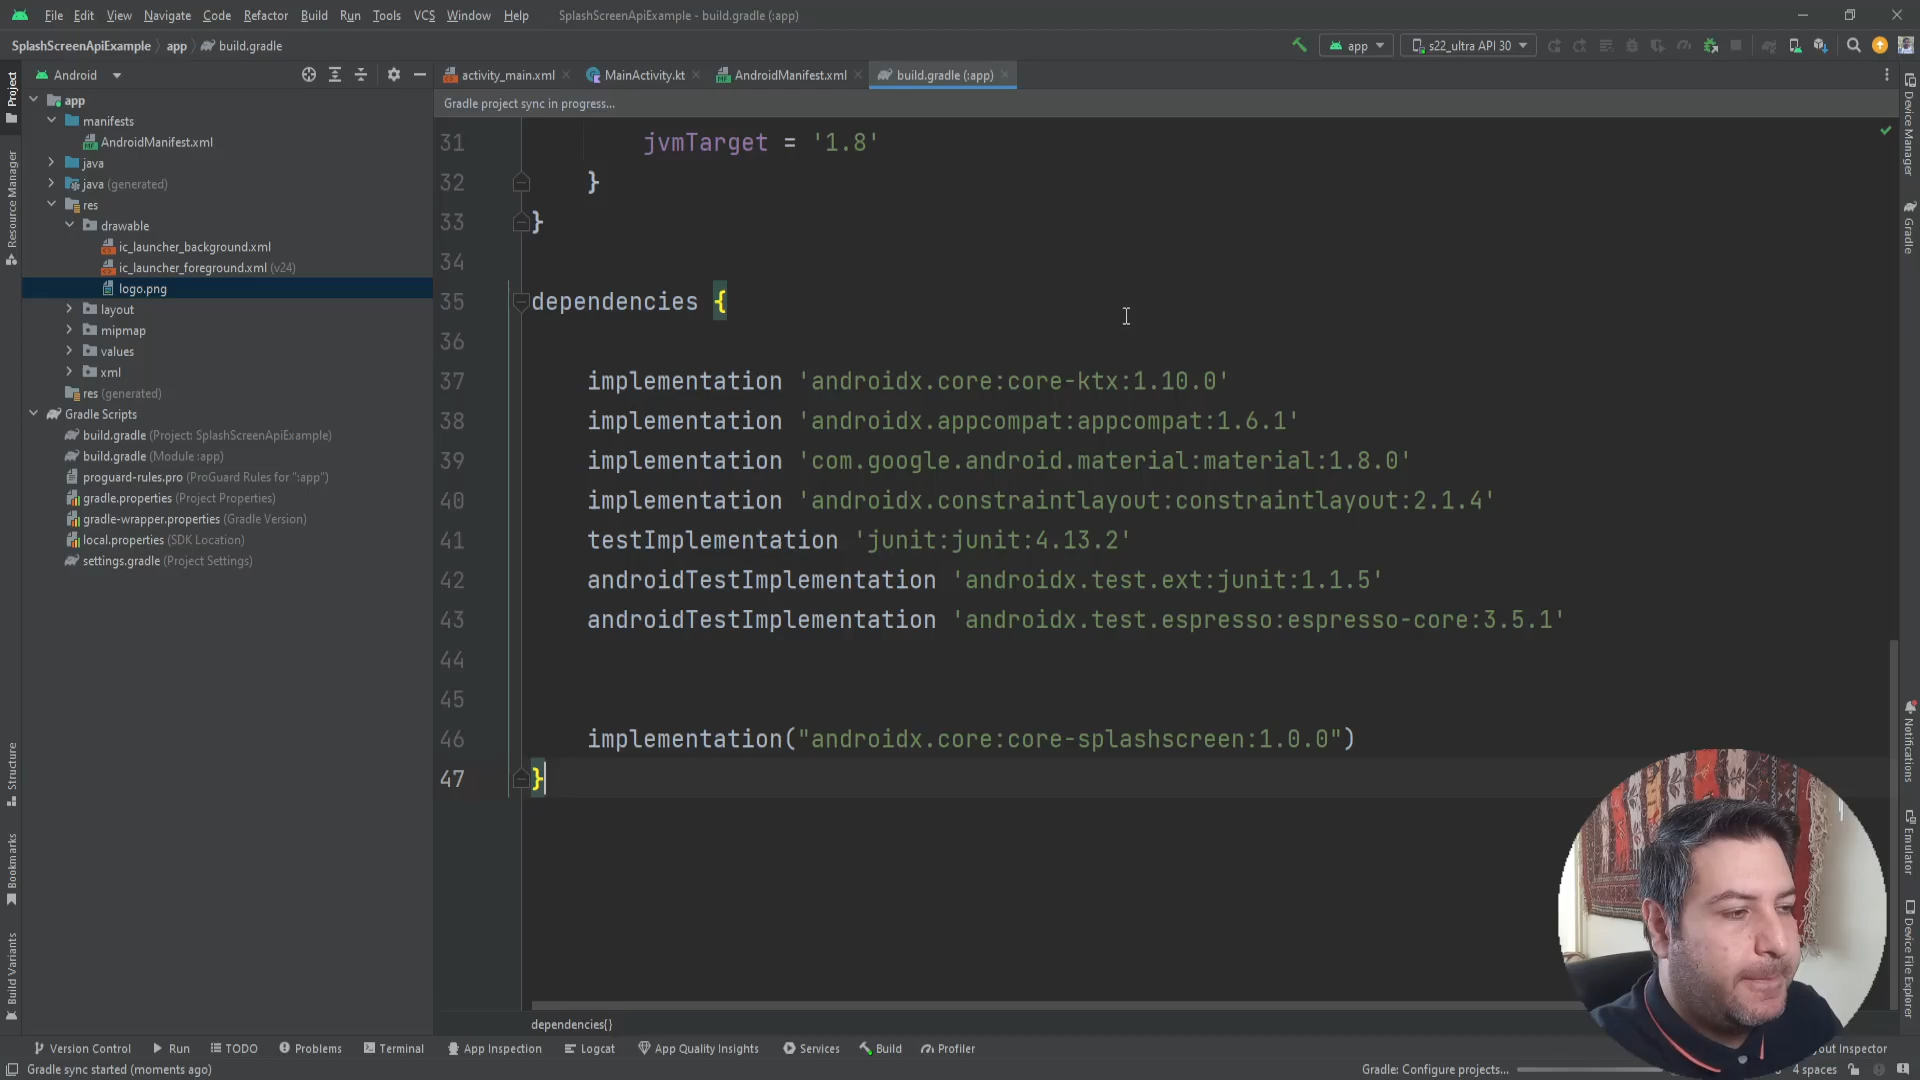 File Edit View Navigate Code Refactor Build Run Tools VCS Window Help SplashScreenApiExample - build.gradle (:app)
SplashScreenApiExample app build.gradle
app s22_ultra API 30
Project
Resource Manager
Structure
Bookmarks
Build Variants
Android
app
manifests
AndroidManifest.xml
java
java (generated)
res
drawable
ic_launcher_background.xml
ic_launcher_foreground.xml (v24)
logo.png
layout
mipmap
values
xml
res (generated)
Gradle Scripts
build.gradle (Project: SplashScreenApiExample)
build.gradle (Module :app)
proguard-rules.pro (ProGuard Rules for ":app")
gradle.properties (Project Properties)
gradle-wrapper.properties (Gradle Version)
local.properties (SDK Location)
settings.gradle (Project Settings)
activity_main.xml MainActivity.kt AndroidManifest.xml build.gradle (:app)
Gradle project sync in progress...
31 jvmTarget = '1.8'
32 }
33 }
34
35 dependencies {
36
37 implementation 'androidx.core:core-ktx:1.10.0'
38 implementation 'androidx.appcompat:appcompat:1.6.1'
39 implementation 'com.google.android.material:material:1.8.0'
40 implementation 'androidx.constraintlayout:constraintlayout:2.1.4'
41 testImplementation 'junit:junit:4.13.2'
42 androidTestImplementation 'androidx.test.ext:junit:1.1.5'
43 androidTestImplementation 'androidx.test.espresso:espresso-core:3.5.1'
44
45
46 implementation("androidx.core:core-splashscreen:1.0.0")
47 }
dependencies{}
Device Manager
Gradle
Notifications
Emulator
Device File Explorer
Version Control Run TODO Problems Terminal App Inspection Logcat App Quality Insights Services Build Profiler out Inspector
Gradle sync started (moments ago) Gradle: Configure projects... 4 spaces